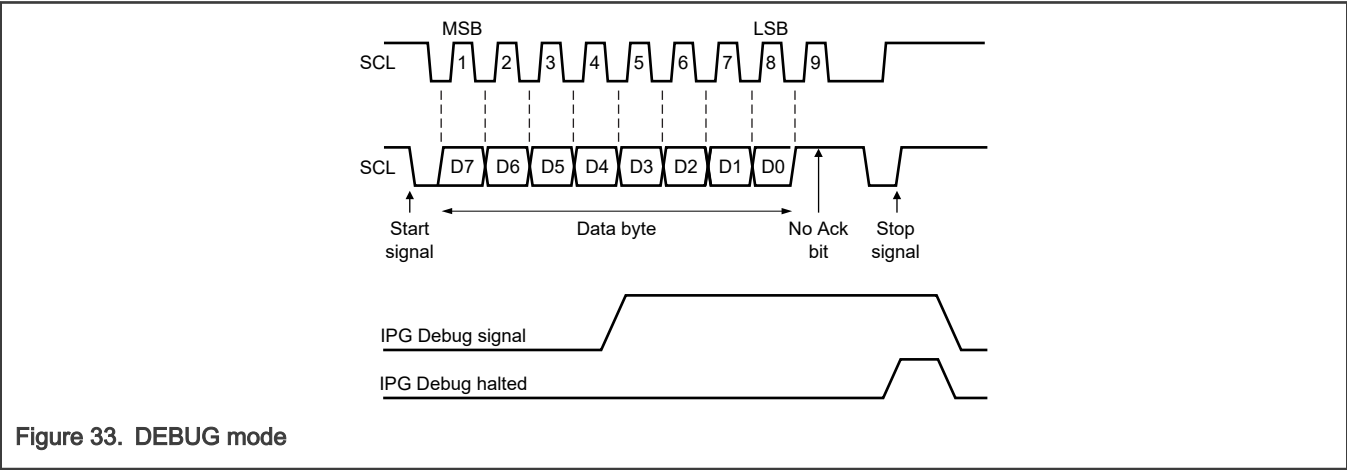 MSB LSB
SCL 1 2 3 4 5 6 7 8 9
SCL D7 D6 D5 D4 D3 D2 D1 D0
Start signal
Data byte
No Ack bit
Stop signal
IPG Debug signal
IPG Debug halted
Figure 33. DEBUG mode